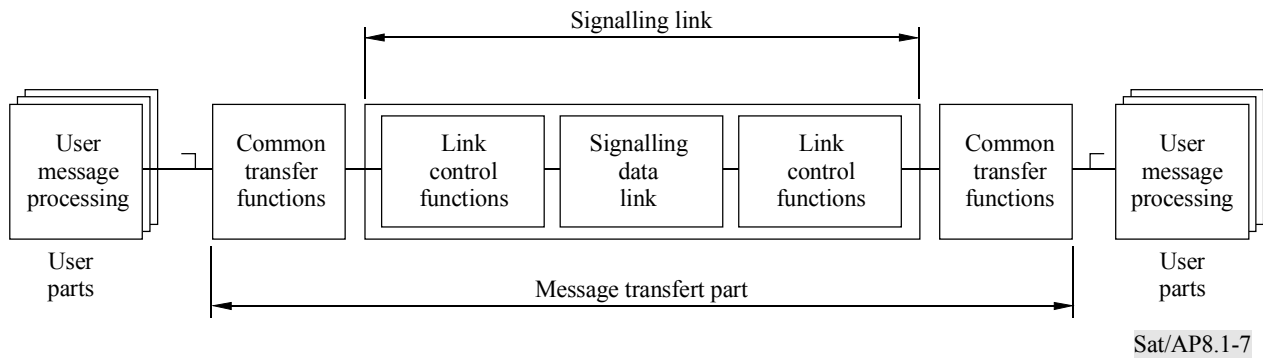 Signalling link
User
message
processing
Common
transfer
functions
Link
control
functions
Signalling
data
link
Link
control
functions
Common
transfer
functions
User
message
processing
User
parts
Message transfert part
User
parts
Sat/AP8.1-7